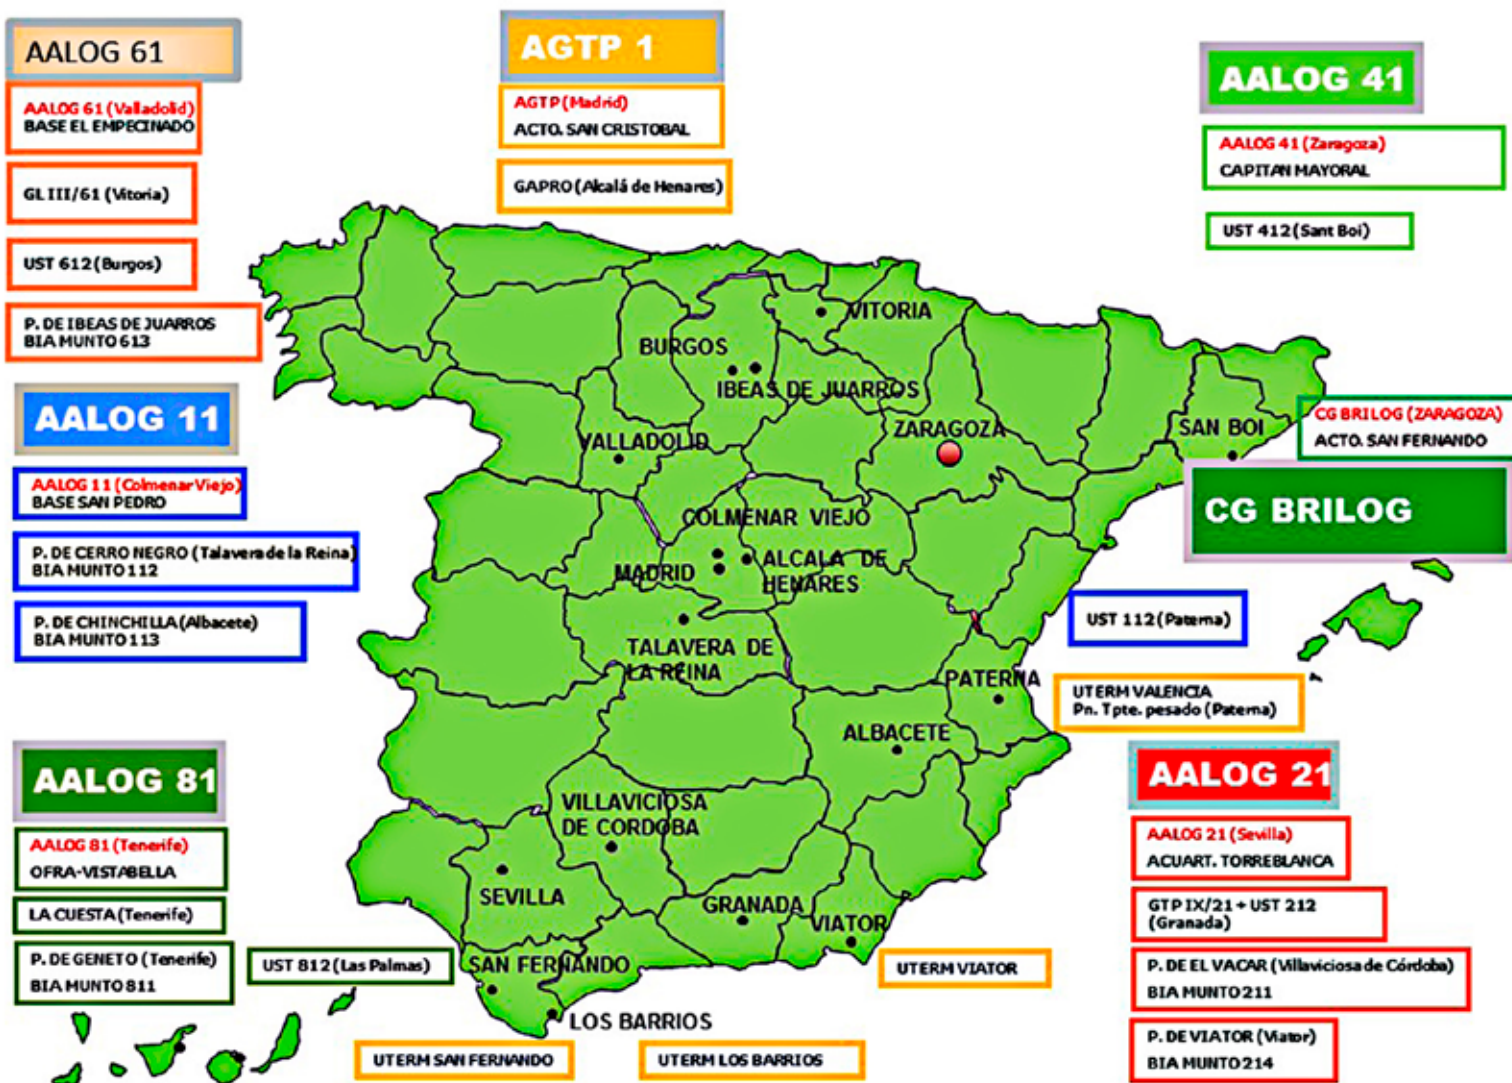 AALOG 61
AALOG 61 (Valladolid)
BASE EL EMPECINADO
GL III/61 (Vitoria)
UST 612 (Burgos)
P. DE IBEAS DE JUARROS
BIA MUNTO 613
AGTP 1
AGTP (Madrid)
ACTO. SAN CRISTOBAL
GAPRO (Alcalá de Henares)
AALOG 41
AALOG 41 (Zaragoza)
CAPITAN MAYORAL
UST 412 (Sant Boi)
AALOG 11
AALOG 11 (Colmenar Viejo)
BASE SAN PEDRO
P. DE CERRO NEGRO (Talavera de la Reina)
BIA MUNTO 112
P. DE CHINCHILLA (Albacete)
BIA MUNTO 113
VITORIA
BURGOS
IBEAS DE JUARROS
VALLADOLID
ZARAGOZA
SAN BOI
COLMENAR VIEJO
MADRID
ALCALA DE
HENARES
TALAVERA DE
LA REINA
PATERNA
ALBACETE
VILLAVICIOSA
DE CORDOBA
SEVILLA
GRANADA
VIATOR
SAN FERNANDO
LOS BARRIOS
CG BRILOG (ZARAGOZA)
ACTO. SAN FERNANDO
CG BRILOG
UST 112 (Paterna)
UTERM VALENCIA
Pn. Tpte. pesado (Paterna)
AALOG 81
AALOG 81 (Tenerife)
OFRA-VISTABELLA
LA CUESTA (Tenerife)
P. DE GENETO (Tenerife)
BIA MUNTO 811
UST 812 (Las Palmas)
UTERM SAN FERNANDO
UTERM LOS BARRIOS
UTERM VIATOR
AALOG 21
AALOG 21 (Sevilla)
ACUART. TORREBLANCA
GTP IX/21 + UST 212
(Granada)
P. DE EL VACAR (Villaviciosa de Córdoba)
BIA MUNTO 211
P. DE VIATOR (Viator)
BIA MUNTO 214